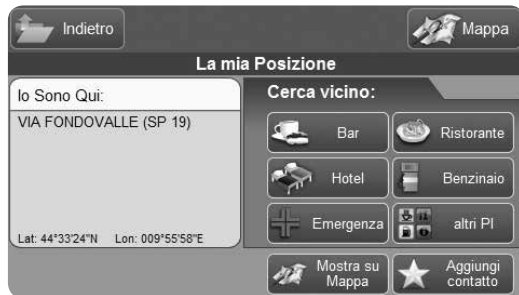 Indietro
Mappa
La mia Posizione
Io Sono Qui:
VIA FONDOVALLE (SP 19)
Lat: 44°33'24"N Lon: 009°55'58"E
Cerca vicino:
Bar
Ristorante
Hotel
Benzinaio
Emergenza
altri PI
Mostra su
Mappa
Aggiungi
contatto